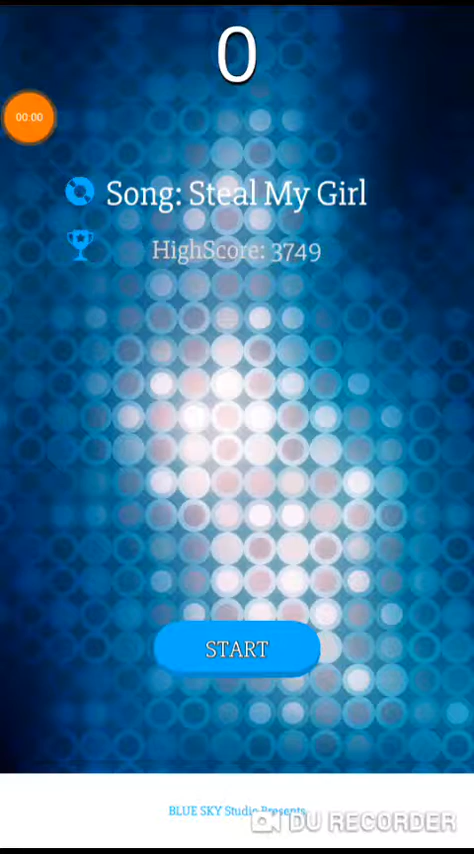 0
00:00
Song: Steal My Girl
HighScore: 3749
START
BLUE SKY Studio Presents
DU RECORDER